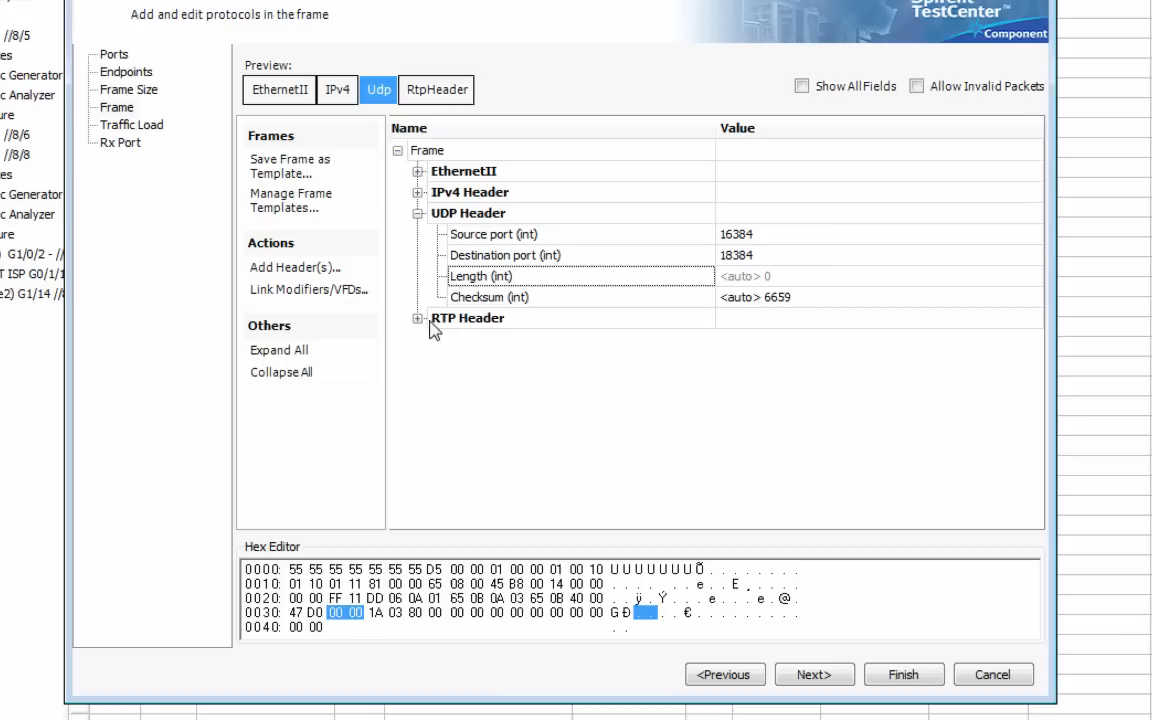 Add and edit protocols in the frame
Spirent
TestCenter™
Component
//8/5
es
c Generator
c Analyzer
ure
//8/6
//8/8
es
c Generator
c Analyzer
ure
) G1/0/2 - //
T ISP G0/1/1
e2) G1/14 //8
Ports
Endpoints
Frame Size
Frame
Traffic Load
Rx Port
Preview:
EthernetII IPv4 Udp RtpHeader
Show All Fields Allow Invalid Packets
Frames
Save Frame as
Template...
Manage Frame
Templates...
Actions
Add Header(s)...
Link Modifiers/VFDs...
Others
Expand All
Collapse All
Name Value
Frame
EthernetII
IPv4 Header
UDP Header
Source port (int) 16384
Destination port (int) 18384
Length (int) <auto> 0
Checksum (int) <auto> 6659
RTP Header
Hex Editor
0000: 55 55 55 55 55 55 55 D5 00 00 01 00 00 01 00 10 UUUUUUUÕ........
0010: 01 10 01 11 81 00 00 65 08 00 45 B8 00 14 00 00 .......e..E¸....
0020: 00 00 FF 11 DD 06 0A 01 65 0B 0A 03 65 0B 40 00 ..ÿ.Ý...e...e.@.
0030: 47 D0 00 00 1A 03 80 00 00 00 00 00 00 00 00 00 GÐ....€.........
0040: 00 00 ..
<Previous Next> Finish Cancel